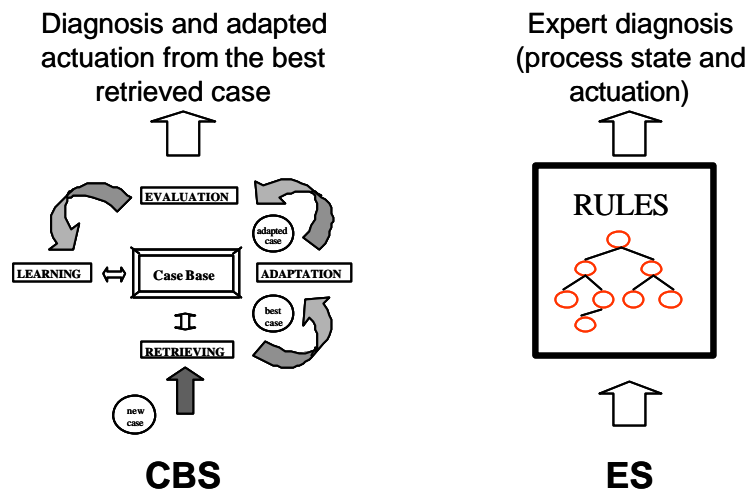 Diagnosis and adapted
actuation from the best
retrieved case
EVALUATION
adapted
case
LEARNING
Case Base
ADAPTATION
best
case
RETRIEVING
new
case
CBS
Expert diagnosis
(process state and
actuation)
RULES
ES